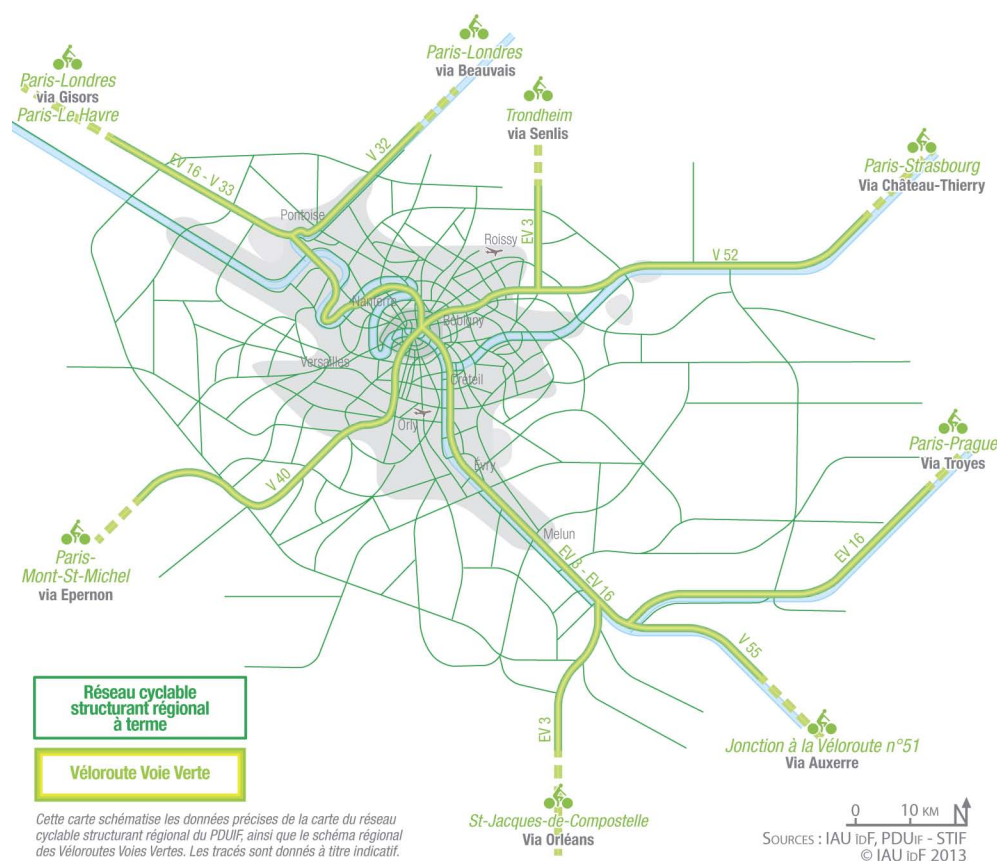 Paris-Londres
via Beauvais
Paris-Londres
via Gisors
Paris-Le Havre
Trondheim
via Senlis
Paris-Strasbourg
Via Château-Thierry
EV 16 - V 33
V 32
EV 3
V 52
Pontoise
Roissy
Nanterre
Bobigny
Versailles
Créteil
Orly
Évry
Melun
V 40
Paris-Prague
Via Troyes
EV 16
EV 3 - EV 16
V 55
EV 3
Paris-
Mont-St-Michel
via Epernon
Jonction à la Véloroute n°51
Via Auxerre
St-Jacques-de-Compostelle
Via Orléans
Réseau cyclable
structurant régional
à terme
Véloroute Voie Verte
Cette carte schématise les données précises de la carte du réseau
cyclable structurant régional du PDUIF, ainsi que le schéma régional
des Véloroutes Voies Vertes. Les tracés sont donnés à titre indicatif.
0 10 KM N
SOURCES : IAU îDF, PDUIF - STIF
© IAU îDF 2013